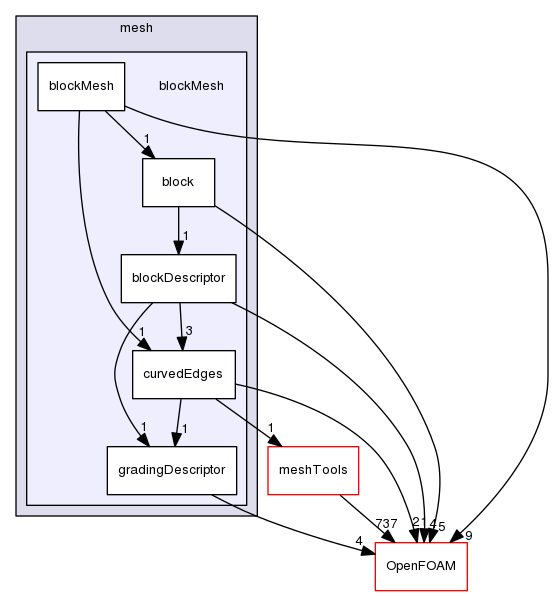 mesh
blockMesh
blockMesh
1
block
1
blockDescriptor
1
3
curvedEdges
1
1
1
gradingDescriptor
meshTools
737
5
4
9
OpenFOAM